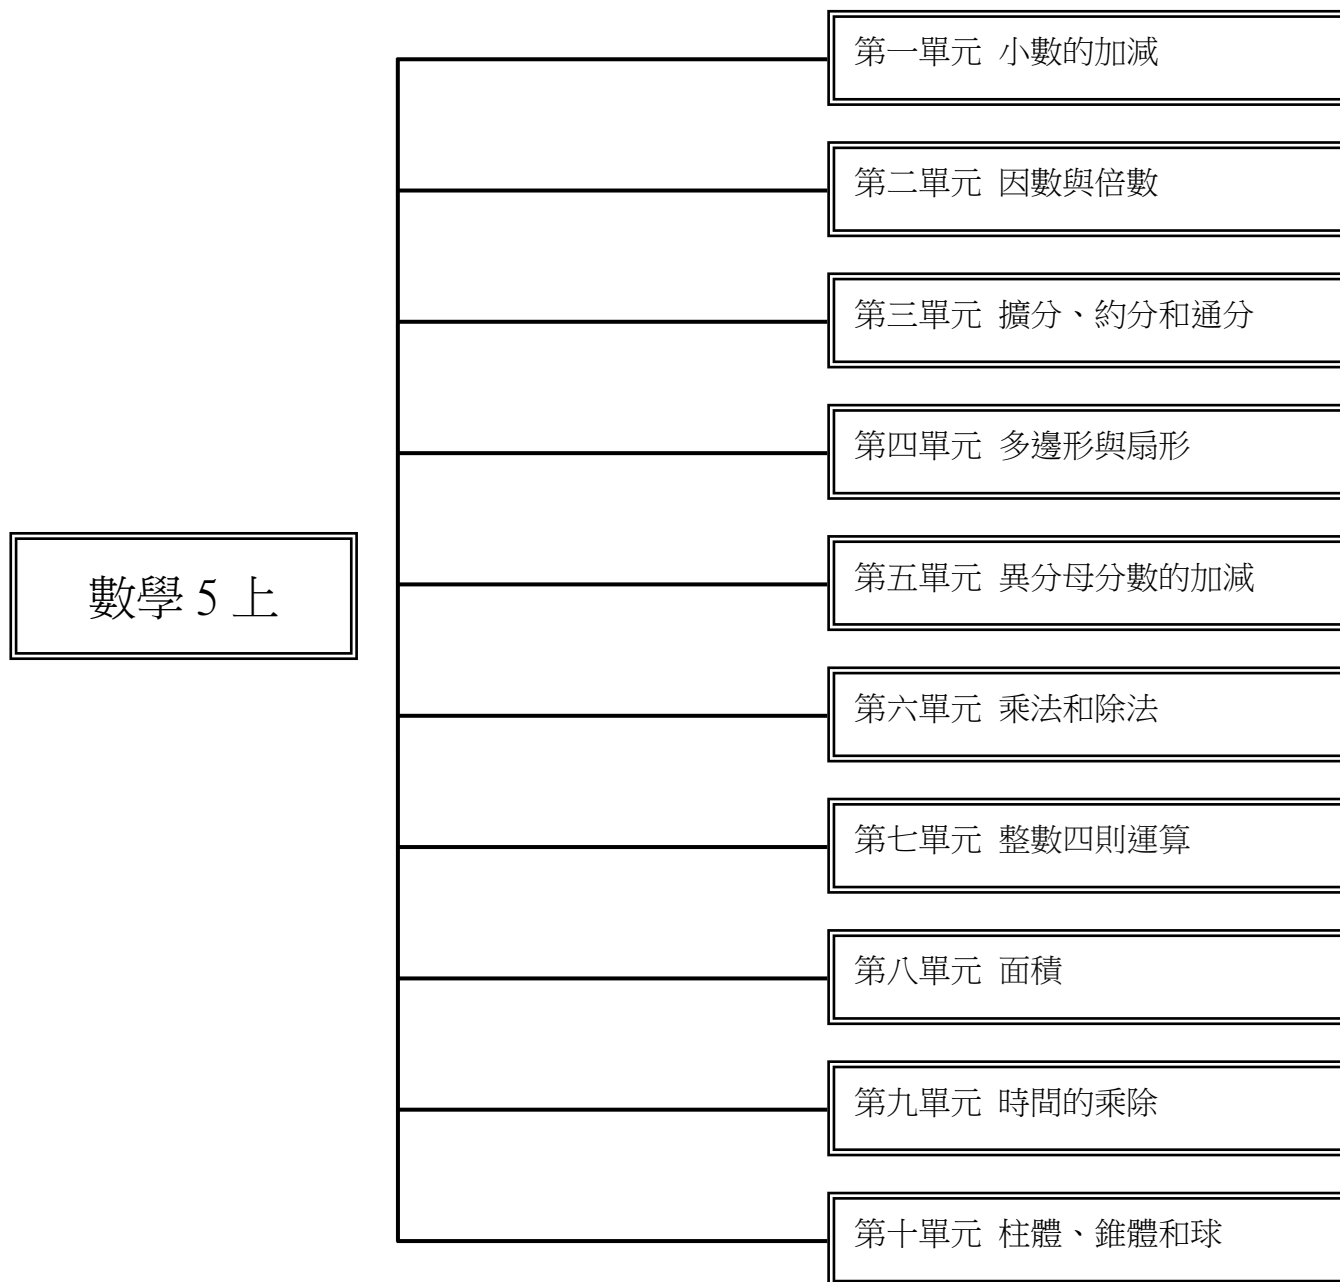 第一單元 小數的加減
第二單元 因數與倍數
第三單元 擴分、約分和通分
第四單元 多邊形與扇形
數學 5 上
第五單元 異分母分數的加減
第六單元 乘法和除法
第七單元 整數四則運算
第八單元 面積
第九單元 時間的乘除
第十單元 柱體、錐體和球